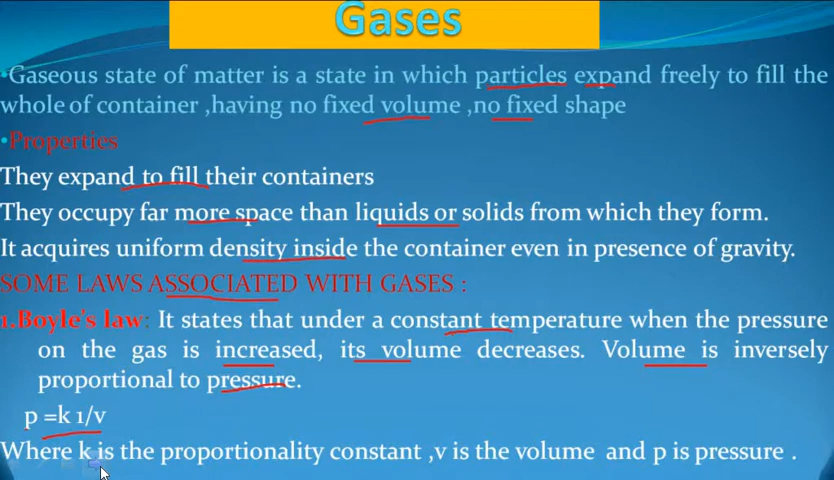 Gases
•Gaseous state of matter is a state in which particles expand freely to fill the
whole of container ,having no fixed volume ,no fixed shape
•Properties
They expand to fill their containers
They occupy far more space than liquids or solids from which they form.
It acquires uniform density inside the container even in presence of gravity.
SOME LAWS ASSOCIATED WITH GASES :
1.Boyle's law: It states that under a constant temperature when the pressure
on the gas is increased, its volume decreases. Volume is inversely
proportional to pressure.
p =k 1/v
Where k is the proportionality constant ,v is the volume and p is pressure .